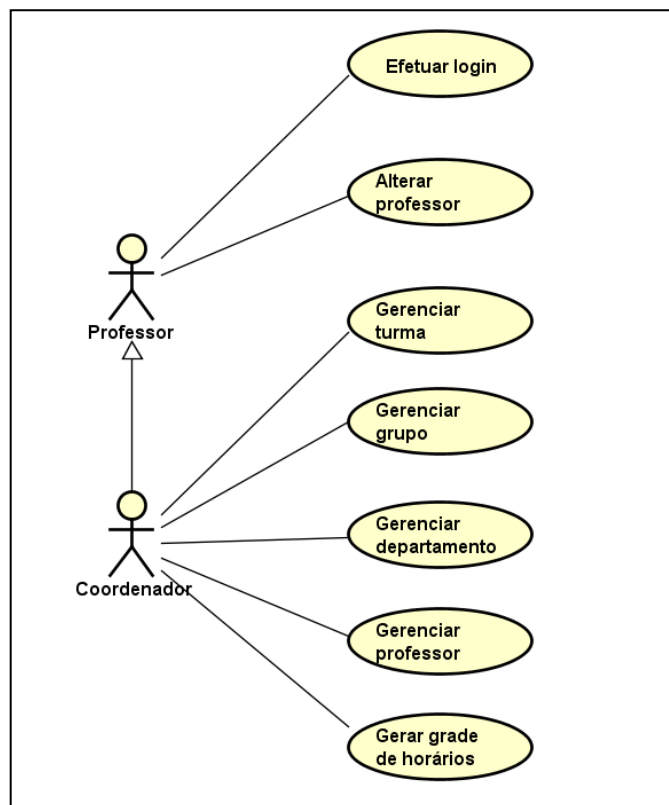 Efetuar login
Alterar
professor
Professor
Gerenciar
turma
Gerenciar
grupo
Coordenador
Gerenciar
departamento
Gerenciar
professor
Gerar grade
de horários